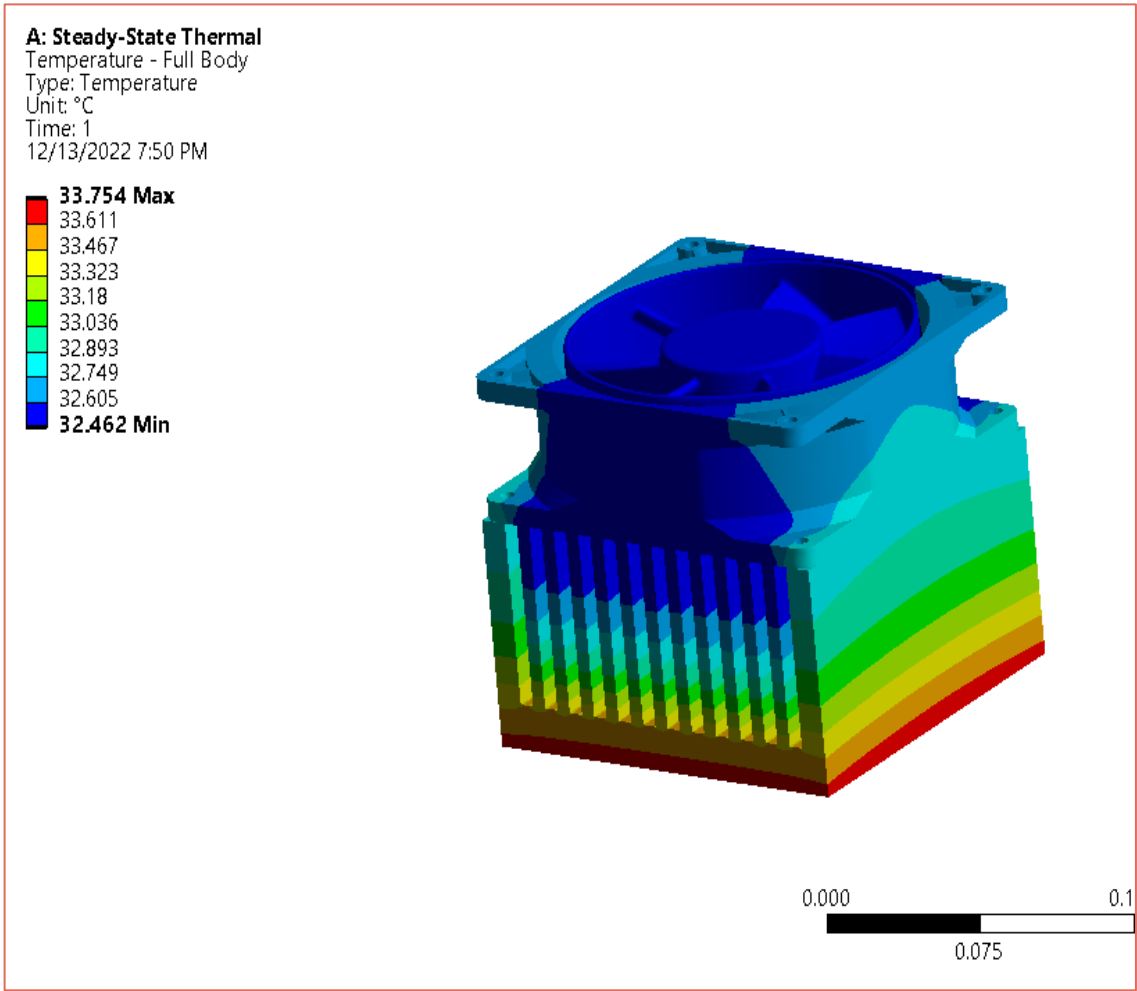 A: Steady-State Thermal
Temperature - Full Body
Type: Temperature
Unit: °C
Time: 1
12/13/2022 7:50 PM
33.754 Max
33.611
33.467
33.323
33.18
33.036
32.893
32.749
32.605
32.462 Min
0.000
0.1
0.075